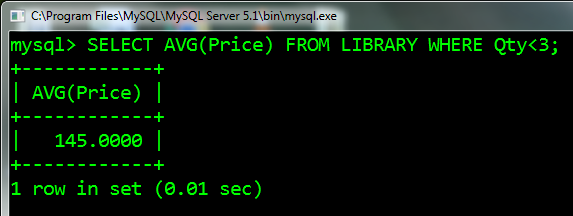 C:\Program Files\MySQL\MySQL Server 5.1\bin\mysql.exe
mysql> SELECT AVG(Price) FROM LIBRARY WHERE Qty<3;
+------------+
| AVG(Price) |
+------------+
|   145.0000 |
+------------+
1 row in set (0.01 sec)